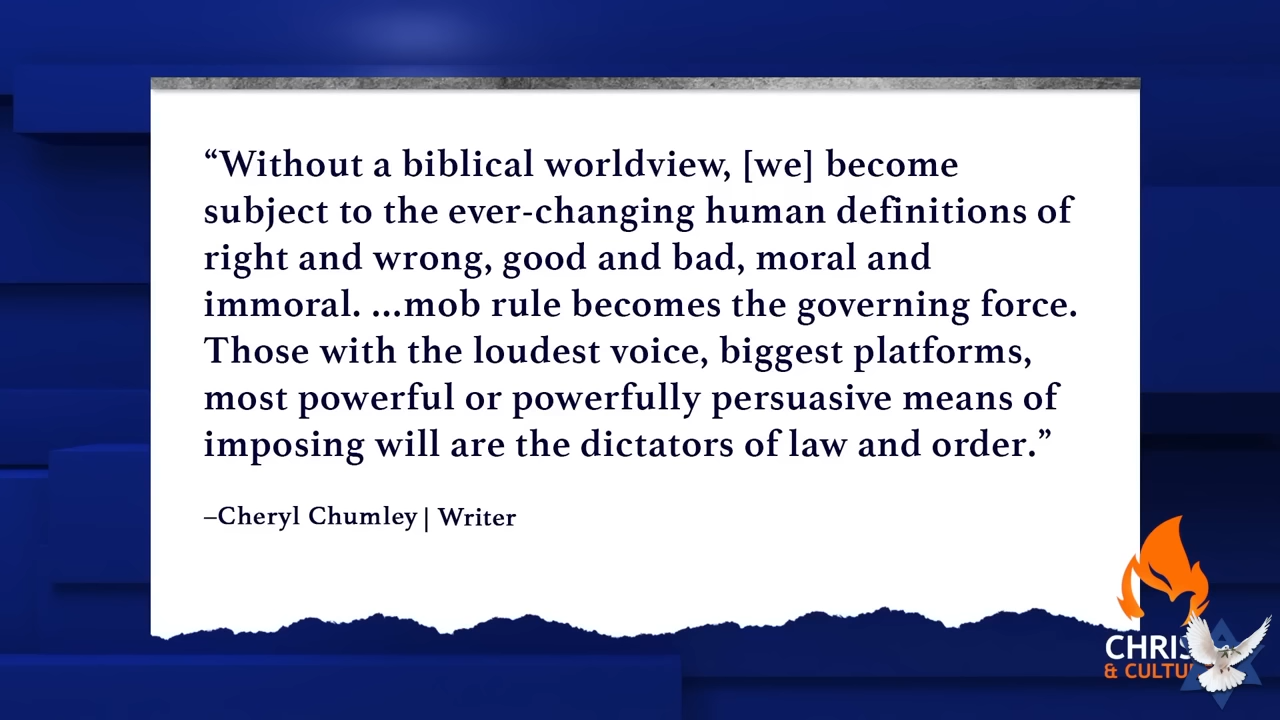 “Without a biblical worldview, [we] become
subject to the ever-changing human definitions of
right and wrong, good and bad, moral and
immoral. ...mob rule becomes the governing force.
Those with the loudest voice, biggest platforms,
most powerful or powerfully persuasive means of
imposing will are the dictators of law and order.”
–Cheryl Chumley | Writer
&